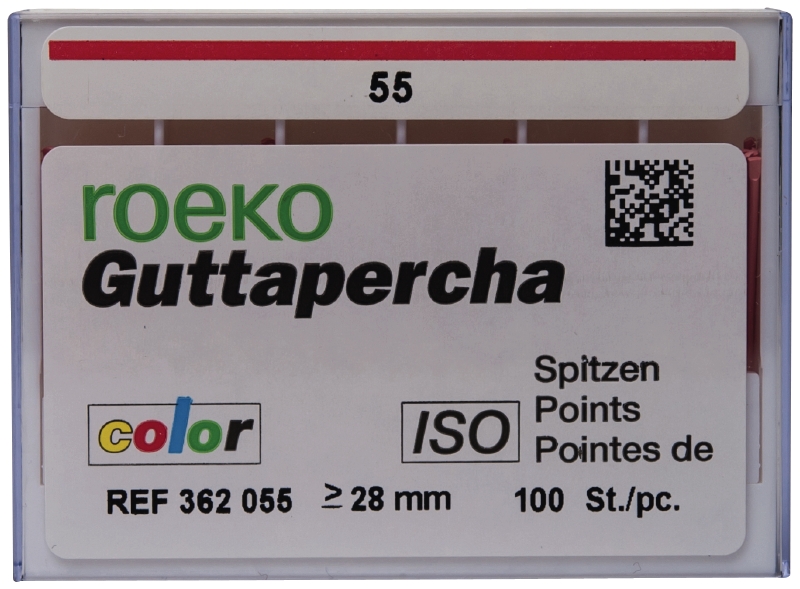 55
roeko
Guttapercha
Spitzen
Points
Pointes de
color
ISO
REF 362 055 ≥ 28 mm 100 St./pc.